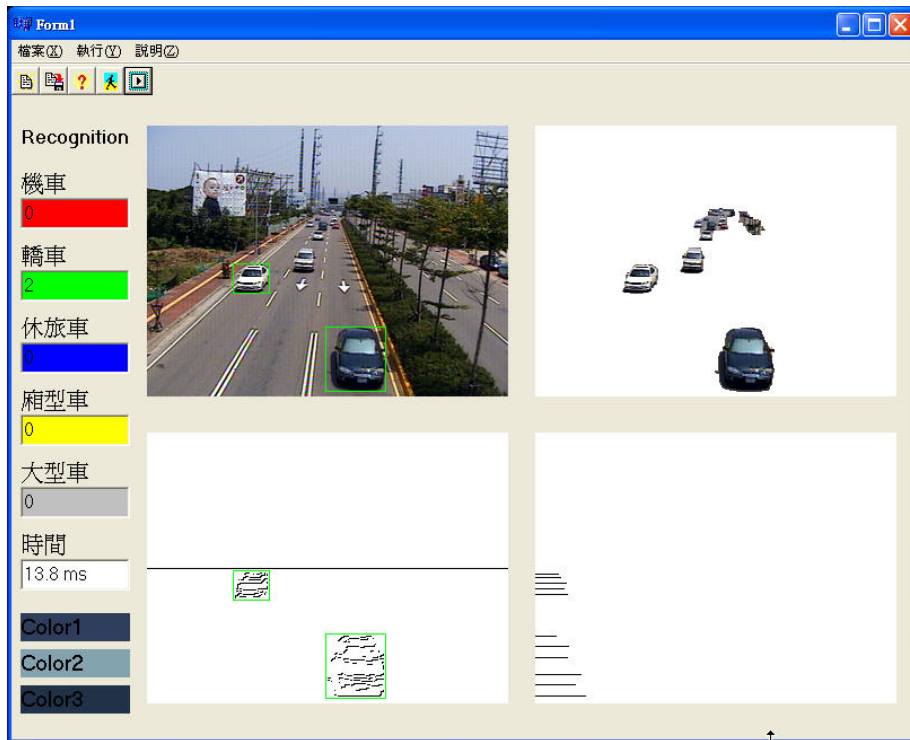 Form1
檔案(X) 執行(Y) 説明(Z)
Recognition
機車
0
轎車
2
休旅車
0
廂型車
0
大型車
0
時間
13.8 ms
Color1
Color2
Color3